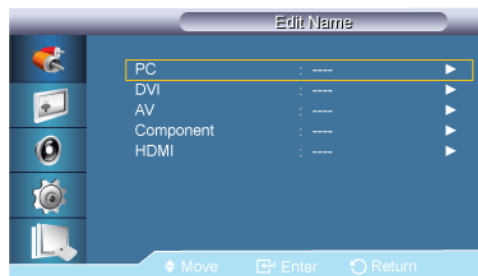 Edit Name
PC : ----
DVI : ----
AV : ----
Component : ----
HDMI : ----
Move Enter Return